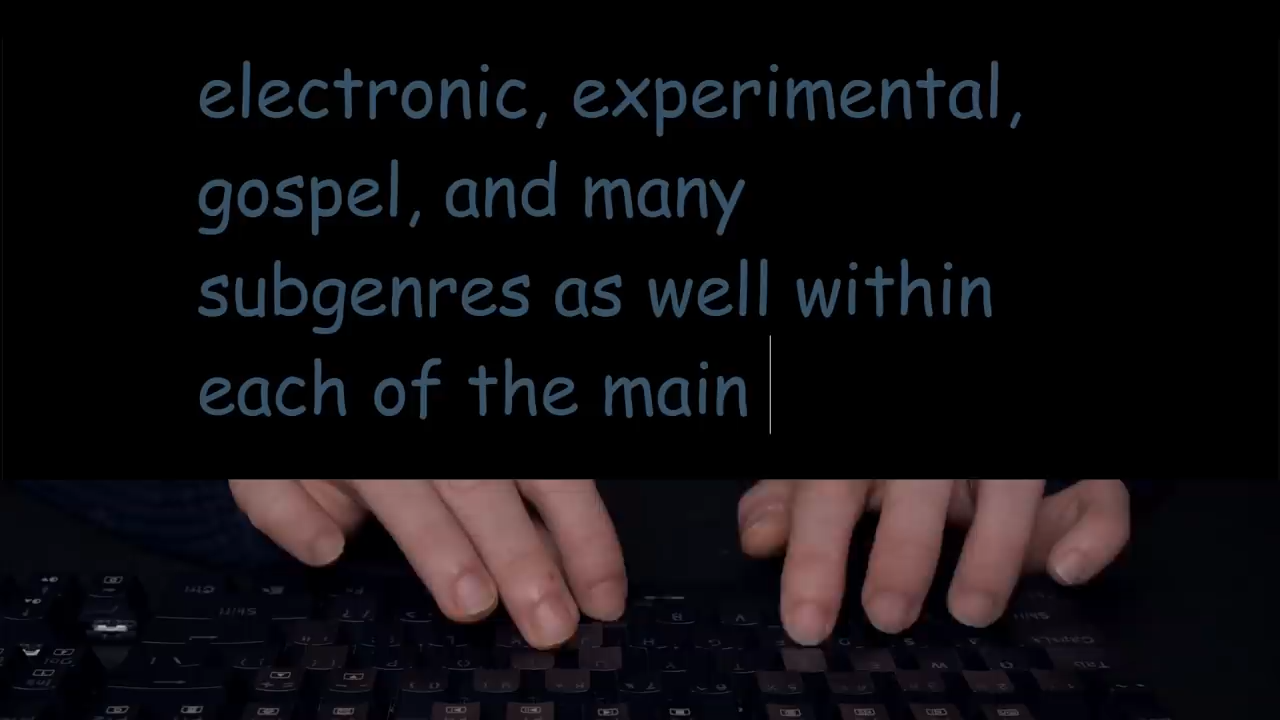 electronic, experimental,
gospel, and many
subgenres as well within
each of the main